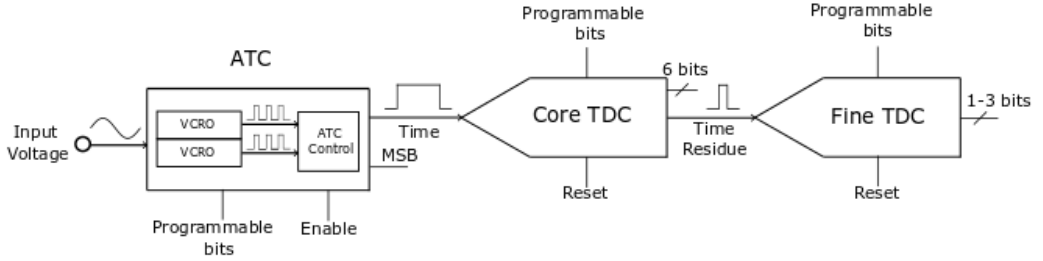 ATC
Input
Voltage
VCRO
VCRO
ATC
Control
Programmable
bits
Enable
Time
MSB
Programmable
bits
Core TDC
6 bits
Reset
Time
Residue
Programmable
bits
Fine TDC
1-3 bits
Reset